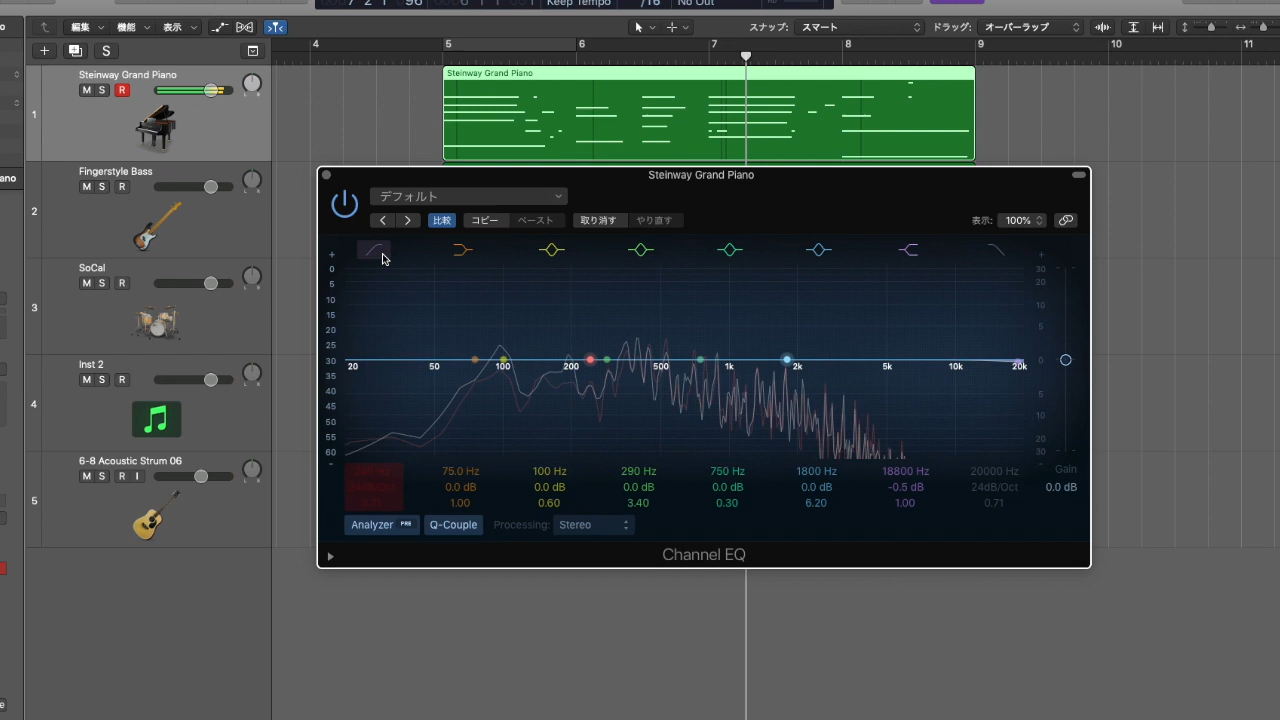 Keep Tempo /16 No Out
編集 機能 表示 スナップ: スマート ドラッグ: オーバーラップ
S
4 5 6 7 8 9 10 11
1
Steinway Grand Piano
M S R
Steinway Grand Piano
2
Fingerstyle Bass
M S R
3
SoCal
M S R
4
Inst 2
M S R
5
6-8 Acoustic Strum 06
M S R I
Steinway Grand Piano
デフォルト
比較 コピー ペースト 取り消す やり直す 表示: 100%
+ +
0 5 10 15 20 25 30 35 40 45 50 55 60 -
30 20 10 5 0 5 10 20 30 -
20 50 100 200 500 1k 2k 5k 10k 20k
75.0 Hz 100 Hz 290 Hz 750 Hz 1800 Hz 18800 Hz 20000 Hz Gain
24dB/Oct 0.0 dB 0.0 dB 0.0 dB 0.0 dB 0.0 dB -0.5 dB 24dB/Oct 0.0 dB
1.00 0.60 3.40 0.30 6.20 1.00 0.71
Analyzer PRE Q-Couple Processing: Stereo
Channel EQ